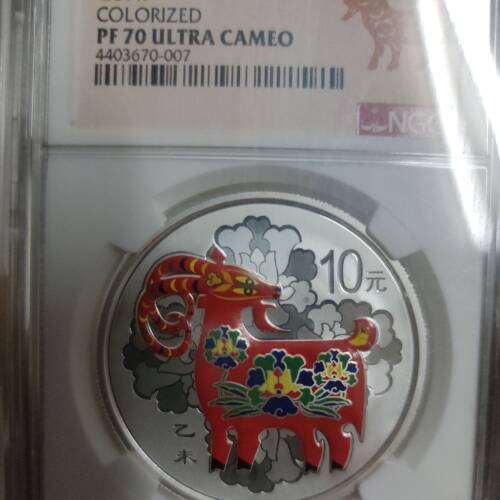 COLORIZED
PF 70 ULTRA CAMEO
4403670-007
NGC
10元
乙未